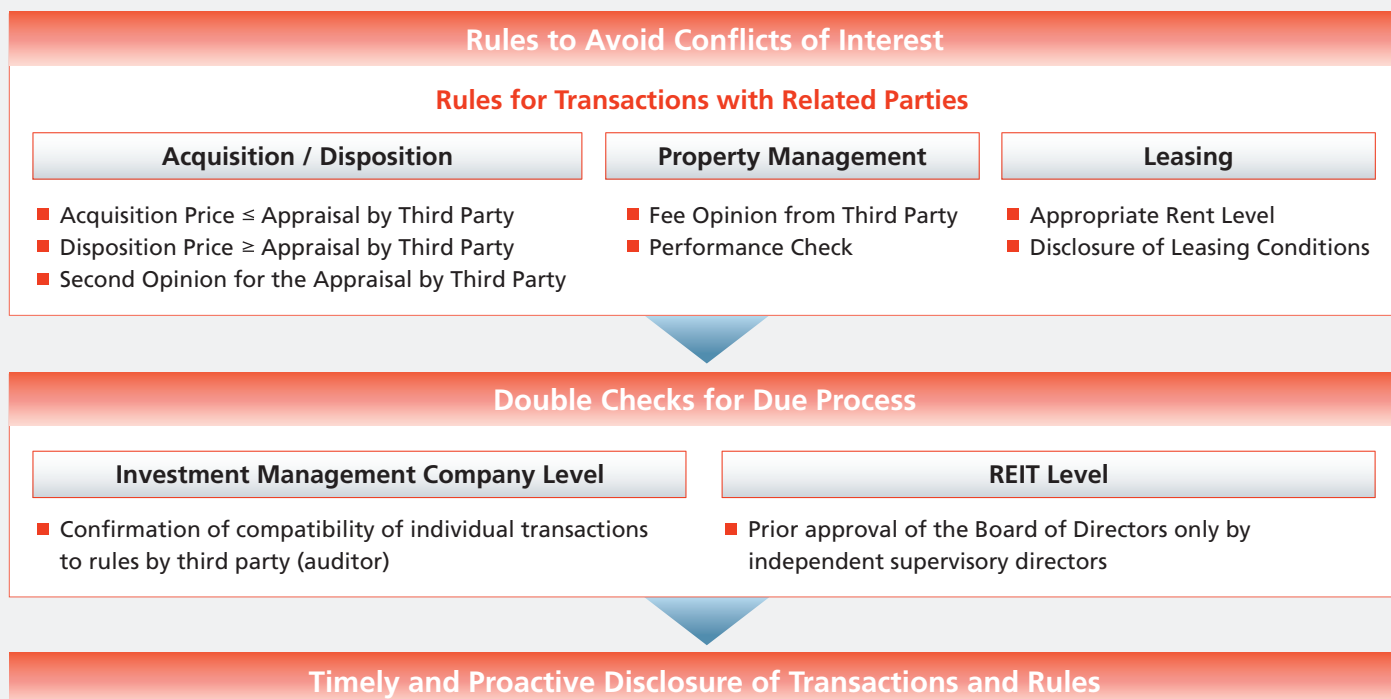 Rules to Avoid Conflicts of Interest
Rules for Transactions with Related Parties
Acquisition / Disposition
Acquisition Price ≤ Appraisal by Third Party
Disposition Price ≥ Appraisal by Third Party
Second Opinion for the Appraisal by Third Party
Property Management
Fee Opinion from Third Party
Performance Check
Leasing
Appropriate Rent Level
Disclosure of Leasing Conditions
Double Checks for Due Process
Investment Management Company Level
Confirmation of compatibility of individual transactions
to rules by third party (auditor)
REIT Level
Prior approval of the Board of Directors only by
independent supervisory directors
Timely and Proactive Disclosure of Transactions and Rules